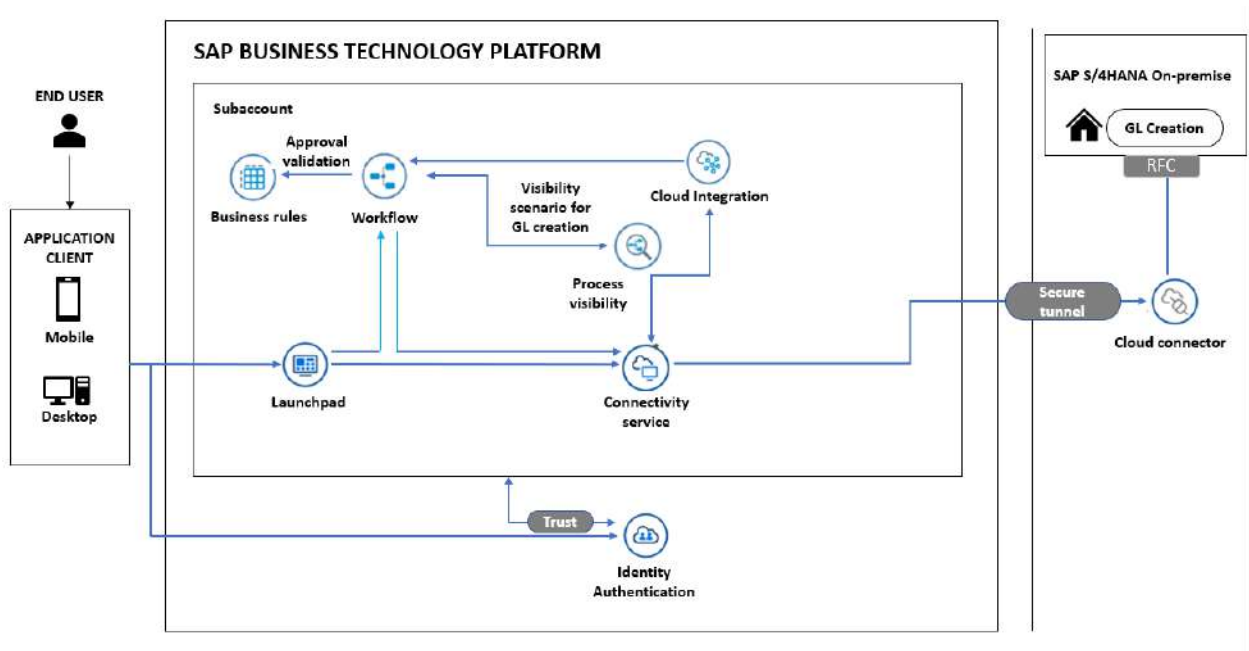 SAP BUSINESS TECHNOLOGY PLATFORM
SAP S/4HANA On-premise
END USER
Subaccount
GL Creation
RFC
Approval
validation
Business rules
Workflow
Visibility
scenario for
GL creation
Cloud Integration
APPLICATION
CLIENT
Mobile
Desktop
Process
visibility
Launchpad
Connectivity
service
Secure
tunnel
Cloud connector
Trust
Identity
Authentication